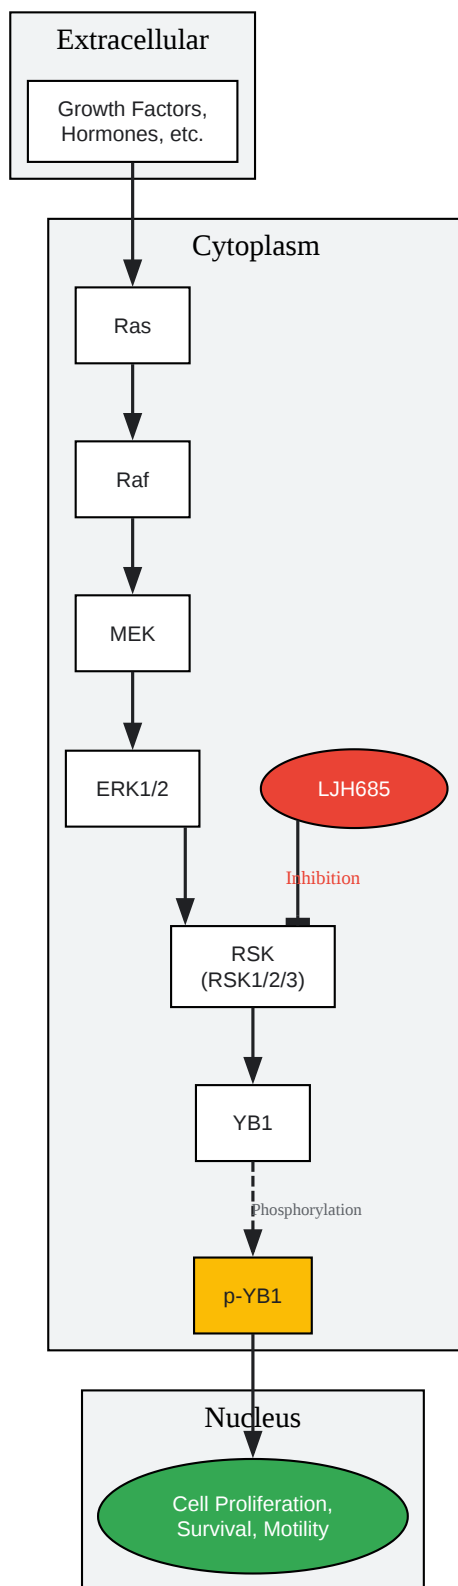 Extracellular
Growth Factors,
Hormones, etc.
Cytoplasm
Ras
Raf
MEK
ERK1/2
LJH685
Inhibition
RSK
(RSK1/2/3)
YB1
Phosphorylation
p-YB1
Nucleus
Cell Proliferation,
Survival, Motility